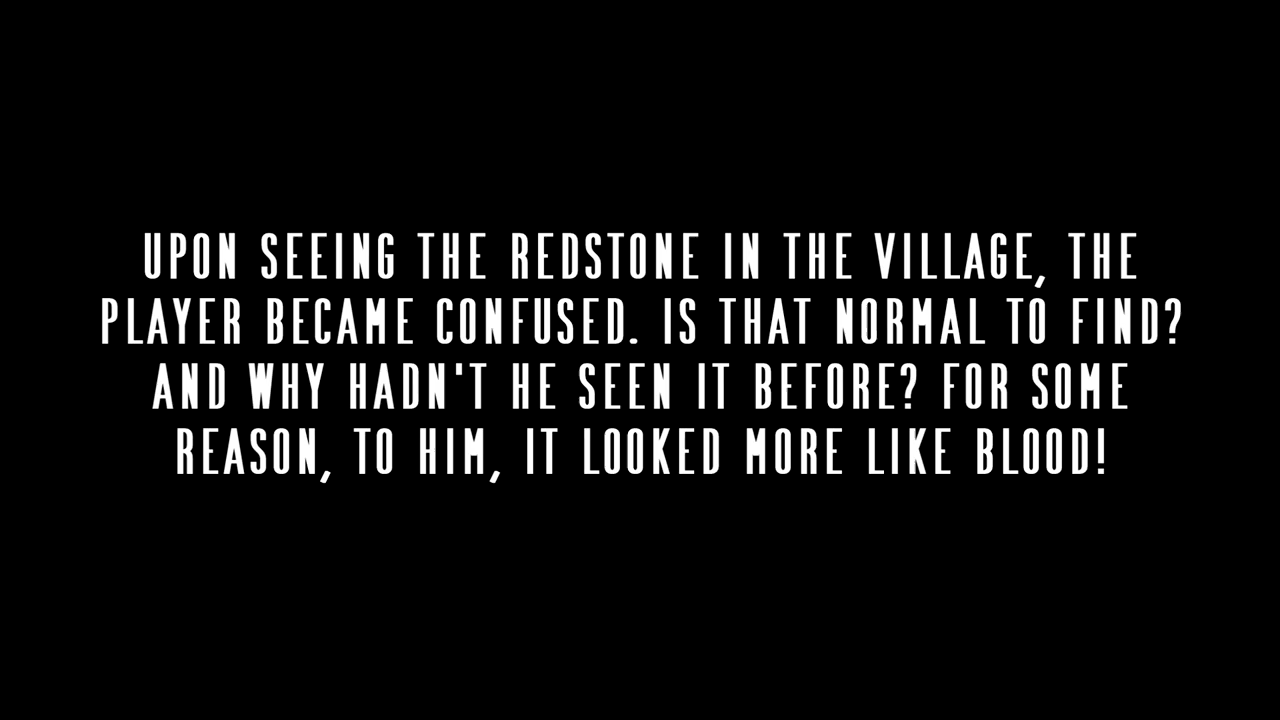 UPON SEEING THE REDSTONE IN THE VILLAGE, THE
PLAYER BECAME CONFUSED. IS THAT NORMAL TO FIND?
AND WHY HADN'T HE SEEN IT BEFORE? FOR SOME
REASON, TO HIM, IT LOOKED MORE LIKE BLOOD!